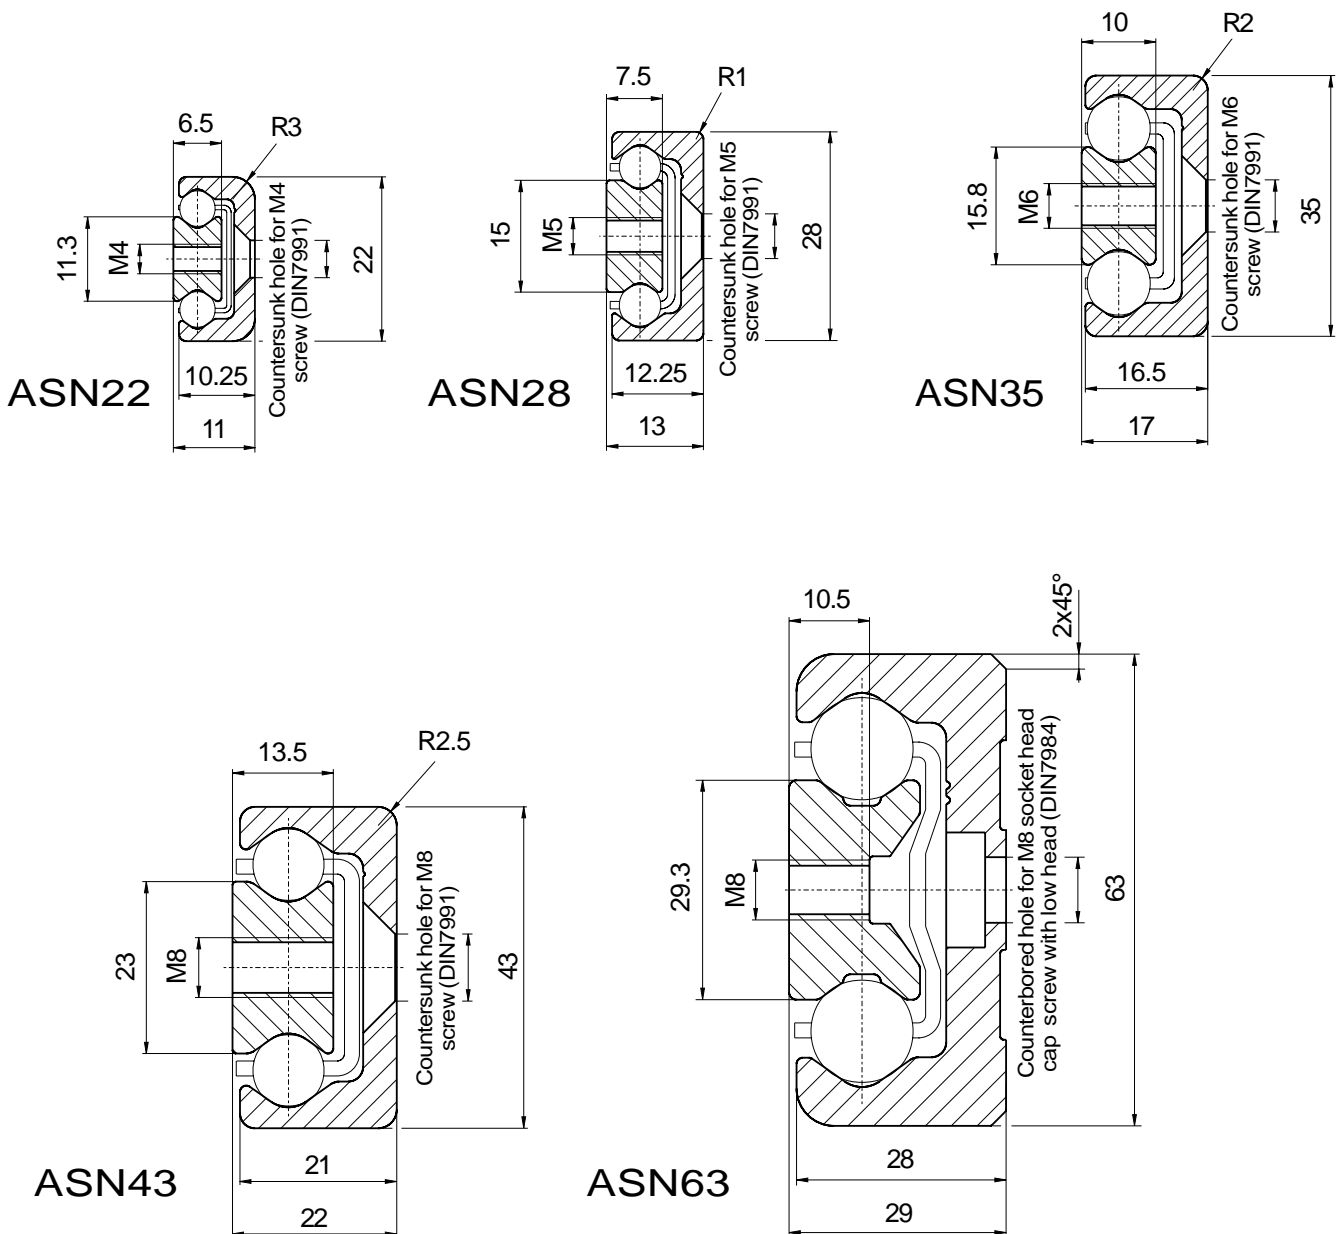 6.5
R3
11.3
M4
22
Countersunk hole for M4
screw (DIN7991)
10.25
11
ASN22
7.5
R1
15
M5
28
Countersunk hole for M5
screw (DIN7991)
12.25
13
ASN28
10
R2
15.8
M6
35
Countersunk hole for M6
screw (DIN7991)
16.5
17
ASN35
13.5
R2.5
23
M8
43
Countersunk hole for M8
screw (DIN7991)
21
22
ASN43
10.5
2x45°
29.3
M8
63
Counterbored hole for M8 socket head
cap screw with low head (DIN7984)
28
29
ASN63